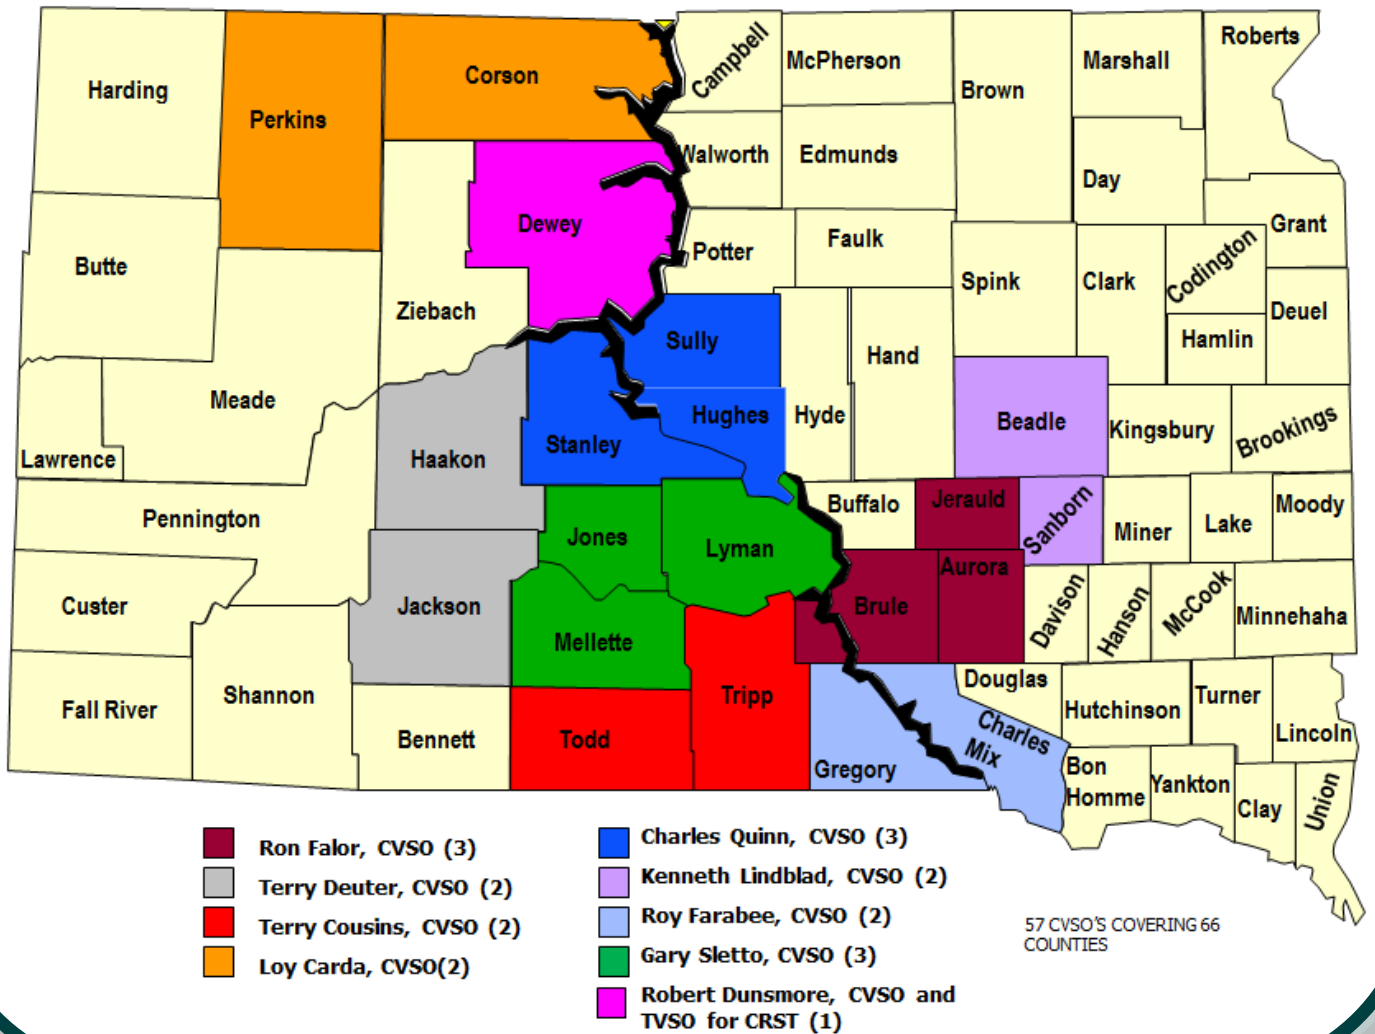 Harding
Perkins
Corson
Campbell
McPherson
Brown
Marshall
Roberts
Walworth
Edmunds
Day
Grant
Butte
Dewey
Potter
Faulk
Ziebach
Spink
Clark
Codington
Deuel
Hamlin
Sully
Hand
Meade
Hughes
Hyde
Beadle
Kingsbury
Brookings
Lawrence
Haakon
Stanley
Pennington
Jones
Lyman
Buffalo
Jerauld
Sanborn
Miner
Lake
Moody
Custer
Jackson
Mellette
Brule
Aurora
Davison
Hanson
McCook
Minnehaha
Fall River
Shannon
Bennett
Todd
Tripp
Gregory
Charles
Mix
Douglas
Hutchinson
Turner
Lincoln
Bon
Homme
Yankton
Clay
Union
Ron Falor, CVSO (3)
Terry Deuter, CVSO (2)
Terry Cousins, CVSO (2)
Loy Carda, CVSO(2)
Charles Quinn, CVSO (3)
Kenneth Lindblad, CVSO (2)
Roy Farabee, CVSO (2)
Gary Sletto, CVSO (3)
Robert Dunsmore, CVSO and
TVSO for CRST (1)
57 CVSO'S COVERING 66
COUNTIES